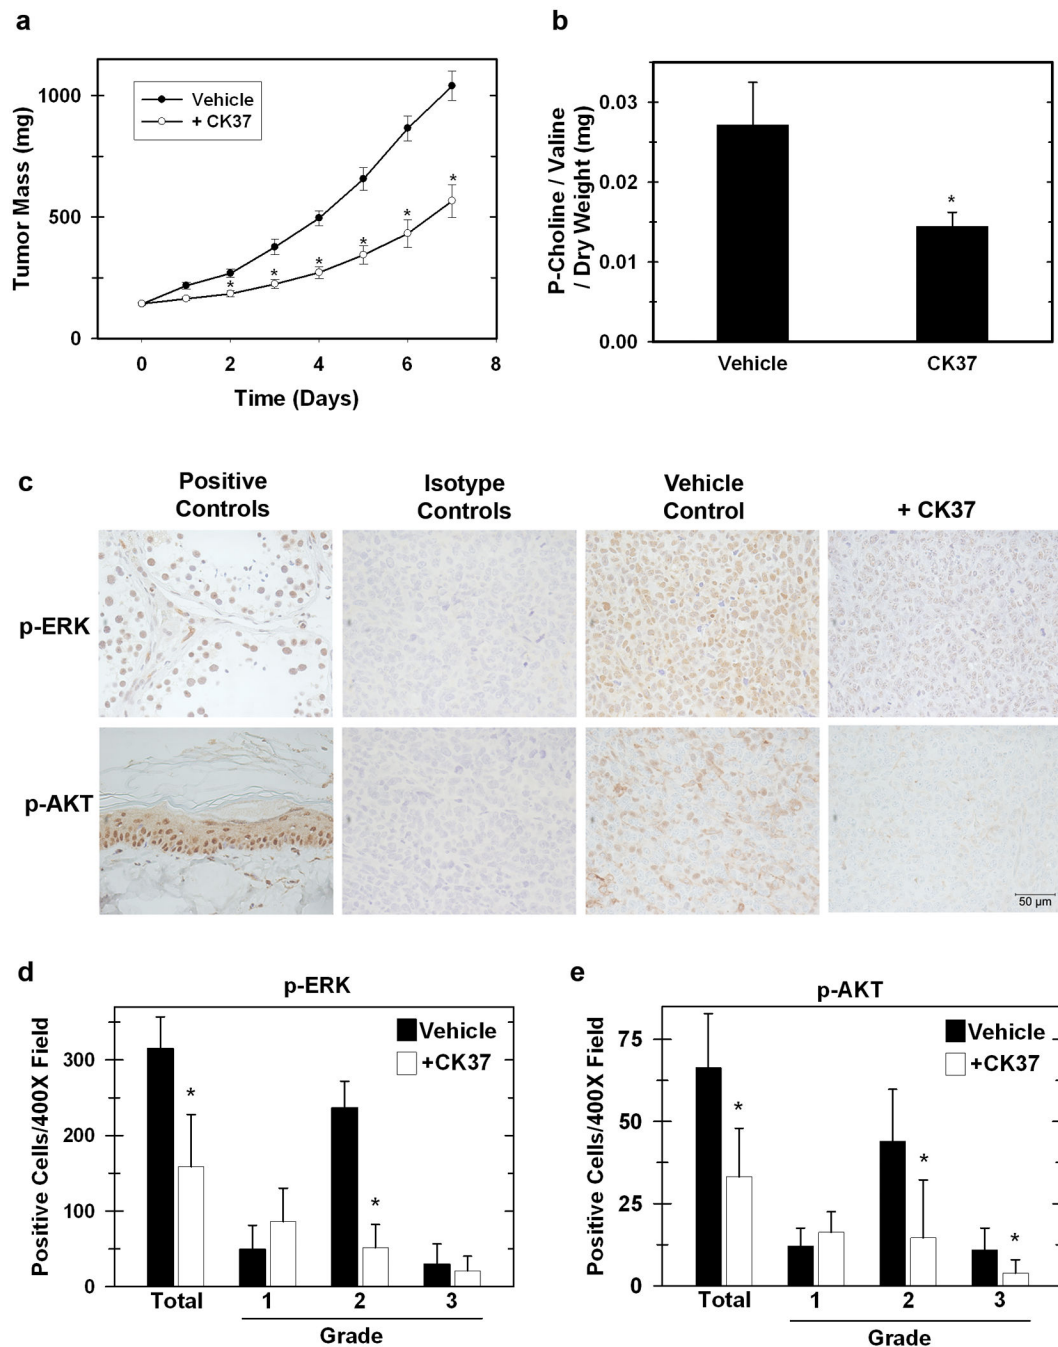 a
Tumor Mass (mg)
1000
500
0
Vehicle
+ CK37
*
*
*
*
*
*
0 2 4 6 8
Time (Days)
b
P-Choline / Valine
/ Dry Weight (mg)
0.03
0.02
0.01
0.00
*
Vehicle CK37
c
Positive
Controls
Isotype
Controls
Vehicle
Control
+ CK37
p-ERK
p-AKT
50 µm
d
p-ERK
Positive Cells/400X Field
300
200
100
0
Vehicle
+CK37
*
*
Total 1 2 3
Grade
e
p-AKT
Positive Cells/400X Field
75
50
25
0
Vehicle
+CK37
*
*
*
Total 1 2 3
Grade